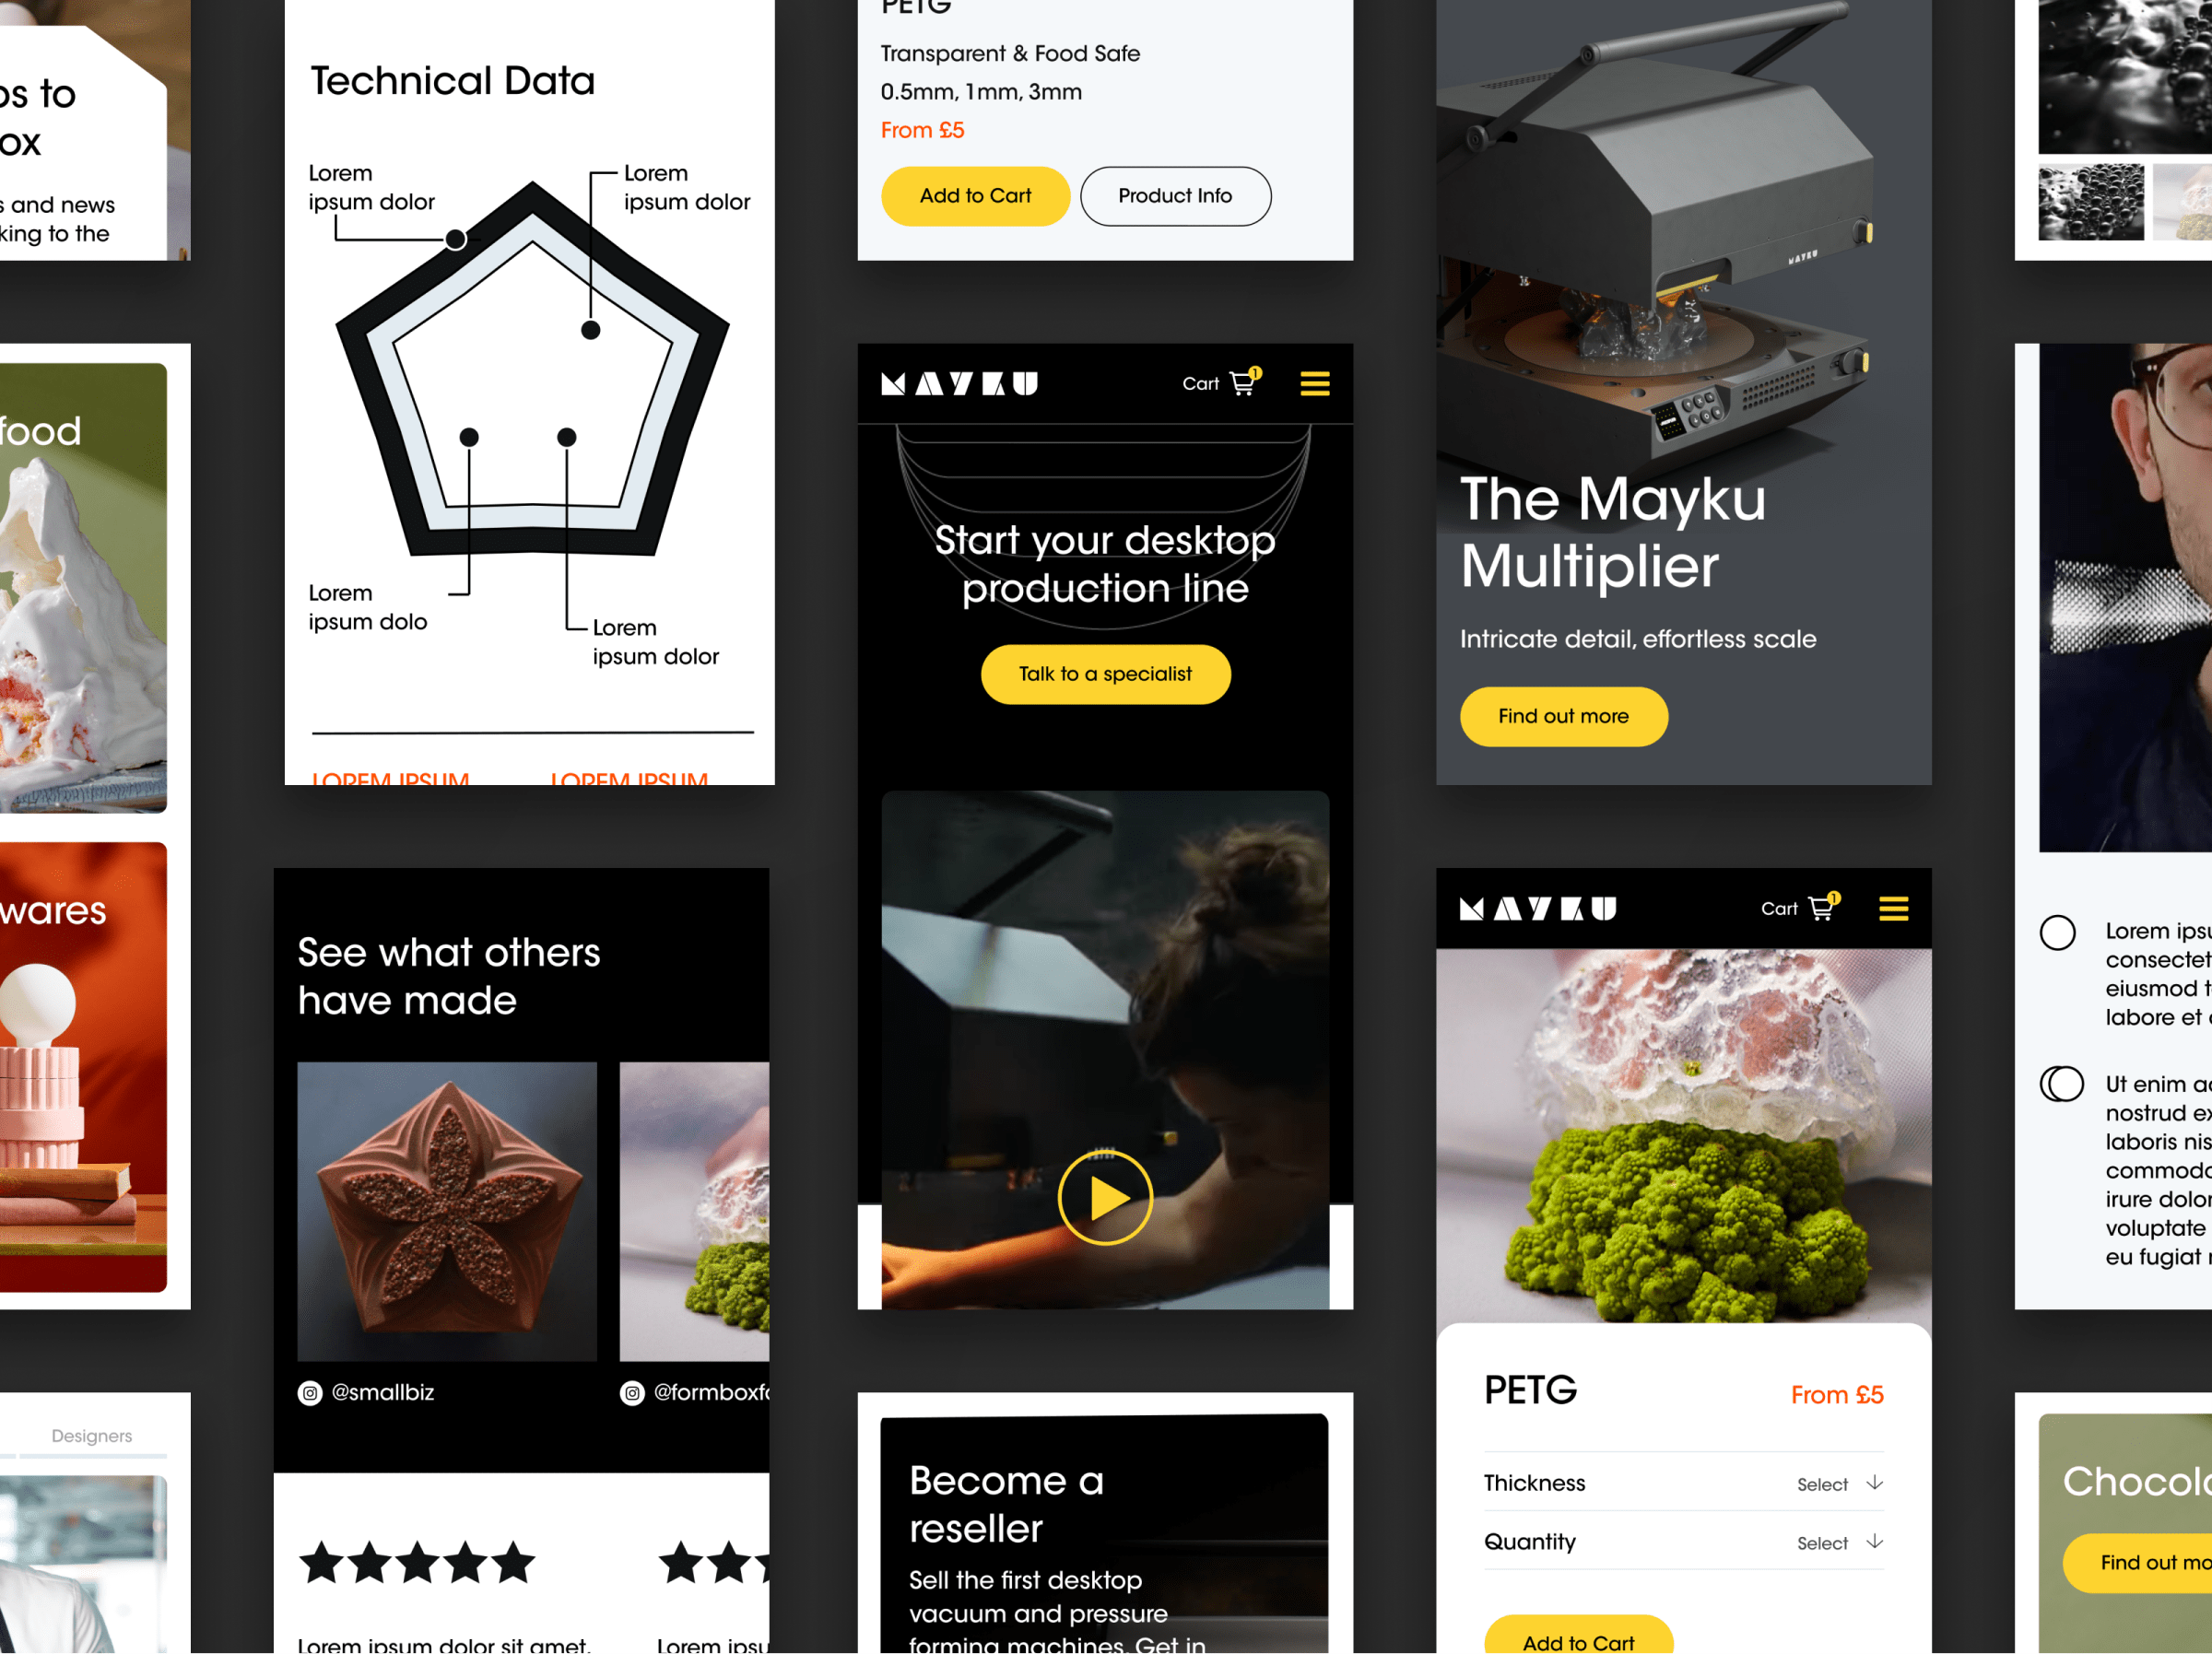 ps to
ox
s and news
king to the
food
wares
Designers
Technical Data
Lorem
ipsum dolor
Lorem
ipsum dolor
Lorem
ipsum dolo
Lorem
ipsum dolor
LOREM IPSUM
LOREM IPSUM
See what others
have made
@smallbiz
@formboxfo
Lorem ipsum dolor sit amet,
Lorem ipsu
PETG
Transparent & Food Safe
0.5mm, 1mm, 3mm
From £5
Add to Cart
Product Info
MAYKU
Cart
1
Start your desktop
production line
Talk to a specialist
Become a
reseller
Sell the first desktop
vacuum and pressure
forming machines. Get in
MAYKU
The Mayku
Multiplier
Intricate detail, effortless scale
Find out more
MAYKU
Cart
1
PETG
From £5
Thickness
Select
Quantity
Select
Add to Cart
Lorem ipsu
consectet
eiusmod t
labore et
Ut enim a
nostrud ex
laboris nis
commodo
irure dolor
voluptate
eu fugiat
Chocol
Find out mo